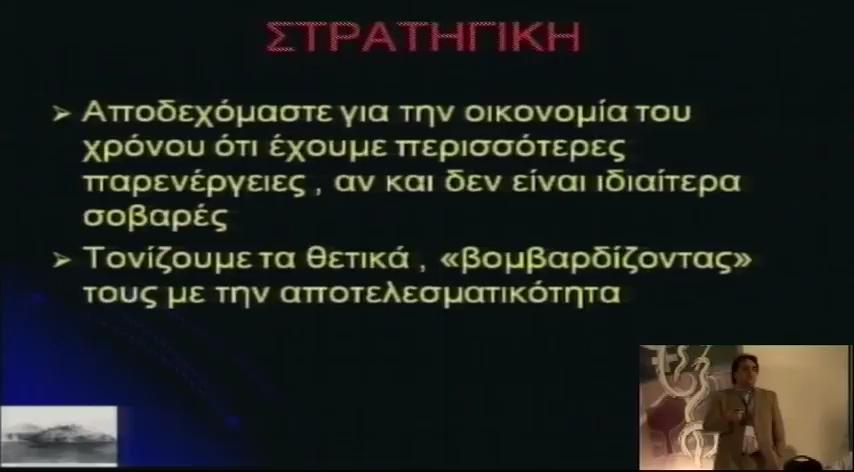 ΣΤΡΑΤΗΓΙΚΗ
Αποδεχόμαστε για την οικονομία του
χρόνου ότι έχουμε περισσότερες
παρενέργειες , αν και δεν είναι ιδιαίτερα
σοβαρές
Τονίζουμε τα θετικά , «βομβαρδίζοντας»
τους με την αποτελεσματικότητα